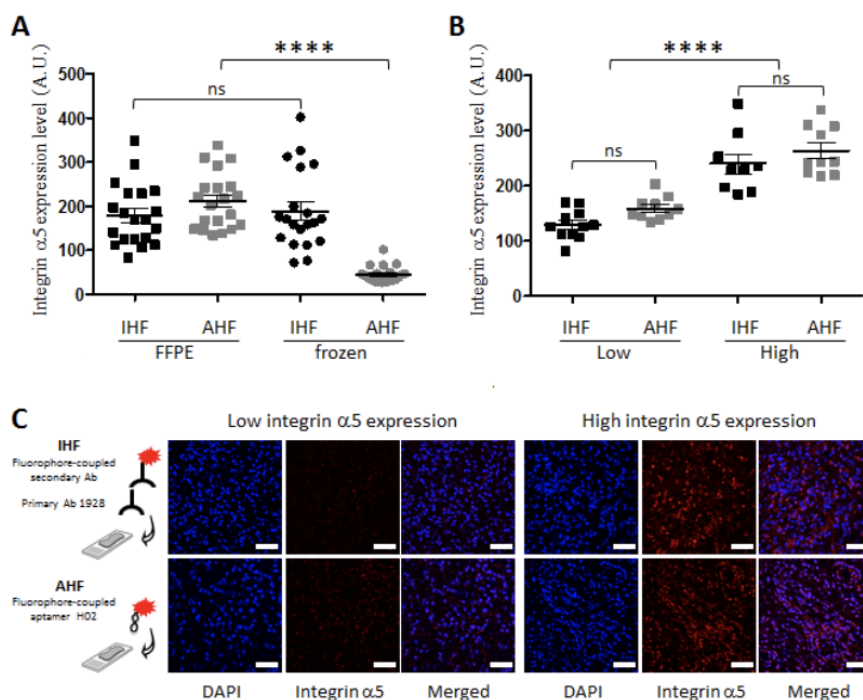 A
B
Integrin α5 expression level (A.U.)
500
400
300
200
100
0
****
ns
IHF
AHF
IHF
AHF
FFPE
frozen
Integrin α5 expression level (A.U.)
400
300
200
100
0
****
ns
ns
IHF
AHF
IHF
AHF
Low
High
C
Low integrin α5 expression
High integrin α5 expression
IHF
Fluorophore-coupled
secondary Ab
Primary Ab 1928
AHF
Fluorophore-coupled
aptamer H02
DAPI
Integrin α5
Merged
DAPI
Integrin α5
Merged